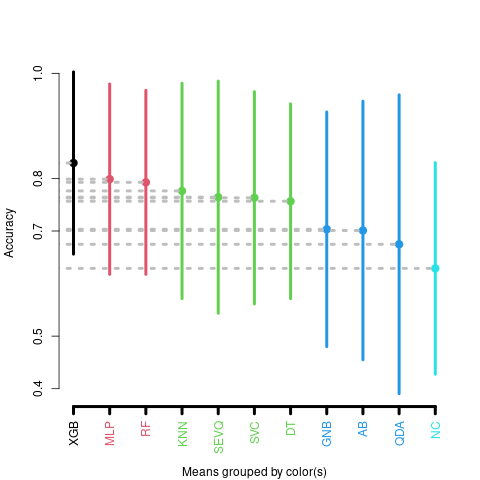 Accuracy
1.0
0.8
0.7
0.5
0.4
XGB MLP RF KNN SEVQ SVC DT GNB AB QDA NC
Means grouped by color(s)